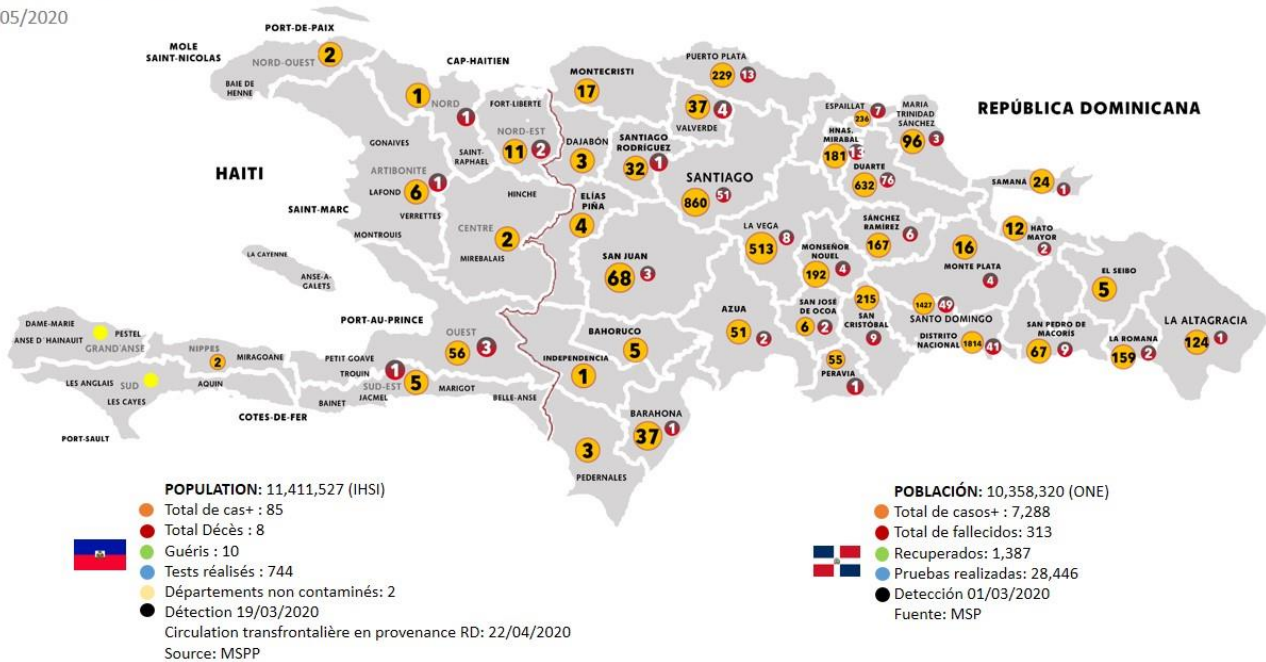 05/2020
PORT-DE-PAIX
MOLE
SAINT-NICOLAS
NORD-OUEST
2
BAIE DE
HENNE
CAP-HAITIEN
1
NORD
1
FORT-LIBERTE
NORD-EST
11
2
GONAIVES
SAINT-
RAPHAEL
ARTIBONITE
1
HAITI
LAFOND
6
HINCHE
SAINT-MARC
VERRETTES
CENTRE
2
MONTROUIS
MIREBALAIS
LA CAYENNE
ANSE-A-
GALETS
PORT-AU-PRINCE
DAME-MARIE
PESTEL
ANSE D´HAINAULT
GRAND'ANSE
NIPPES
2
MIRAGOANE
PETIT GOAVE
TROUIN
1
OUEST
56
3
LES ANGLAIS
SUD
AQUIN
LES CAYES
SUD-EST
5
JACMEL
MARIGOT
BAINET
BELLE-ANSE
COTES-DE-FER
PORT-SAULT
MONTECRISTI
17
PUERTO PLATA
229
13
37
4
VALVERDE
ESPAILLAT
7
236
MARIA
TRINIDAD
SÁNCHEZ
96
3
REPÚBLICA DOMINICANA
DAJABÓN
3
SANTIAGO
RODRÍGUEZ
32
1
HNAS.
MIRABAL
181
13
DUARTE
632
76
SANTIAGO
860
51
SAMANÁ
24
1
ELÍAS
PIÑA
4
LA VEGA
513
8
SÁNCHEZ
RAMÍREZ
167
6
12
HATO
MAYOR
2
SAN JUAN
68
3
MONSEÑOR
NOUEL
192
4
16
MONTE PLATA
4
EL SEIBO
5
AZUA
51
2
SAN JOSE
DE OCOA
6
2
215
SAN
CRISTÓBAL
9
1427
49
SANTO DOMINGO
DISTRITO
NACIONAL
1814
41
SAN PEDRO DE
MACORÍS
67
9
LA ROMANA
159
2
LA ALTAGRACIA
124
1
BAHORUCO
5
INDEPENDENCIA
1
55
PERAVIA
1
BARAHONA
37
1
3
PEDERNALES
POPULATION: 11,411,527 (IHSI)
Total de cas+ : 85
Total Décès : 8
Guéris : 10
Tests réalisés : 744
Départements non contaminés: 2
Détection 19/03/2020
Circulation transfrontalière en provenance RD: 22/04/2020
Source: MSPP
POBLACIÓN: 10,358,320 (ONE)
Total de casos+ : 7,288
Total de fallecidos: 313
Recuperados: 1,387
Pruebas realizadas: 28,446
Detección 01/03/2020
Fuente: MSP